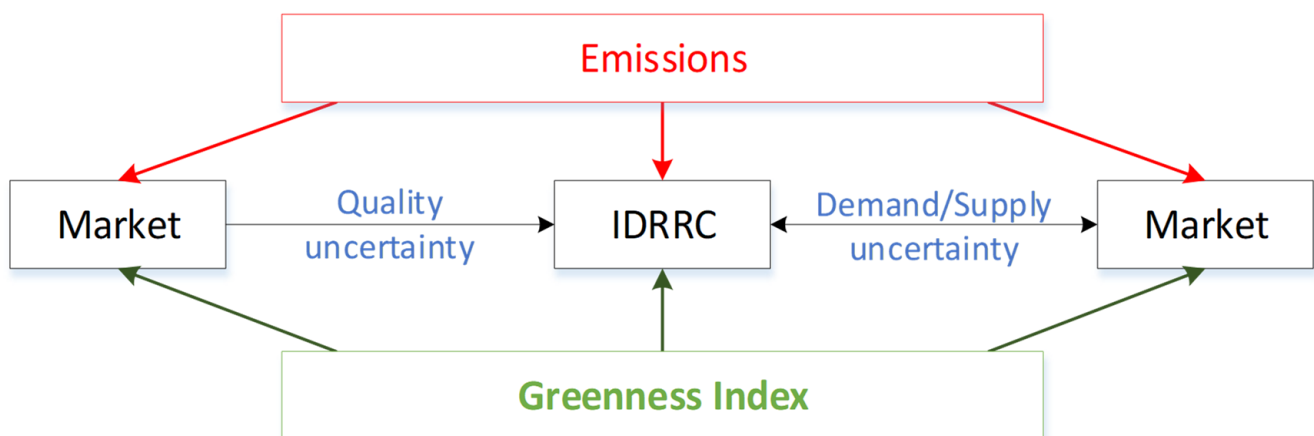 Emissions
Market
Quality
uncertainty
IDRRC
Demand/Supply
uncertainty
Market
Greenness Index